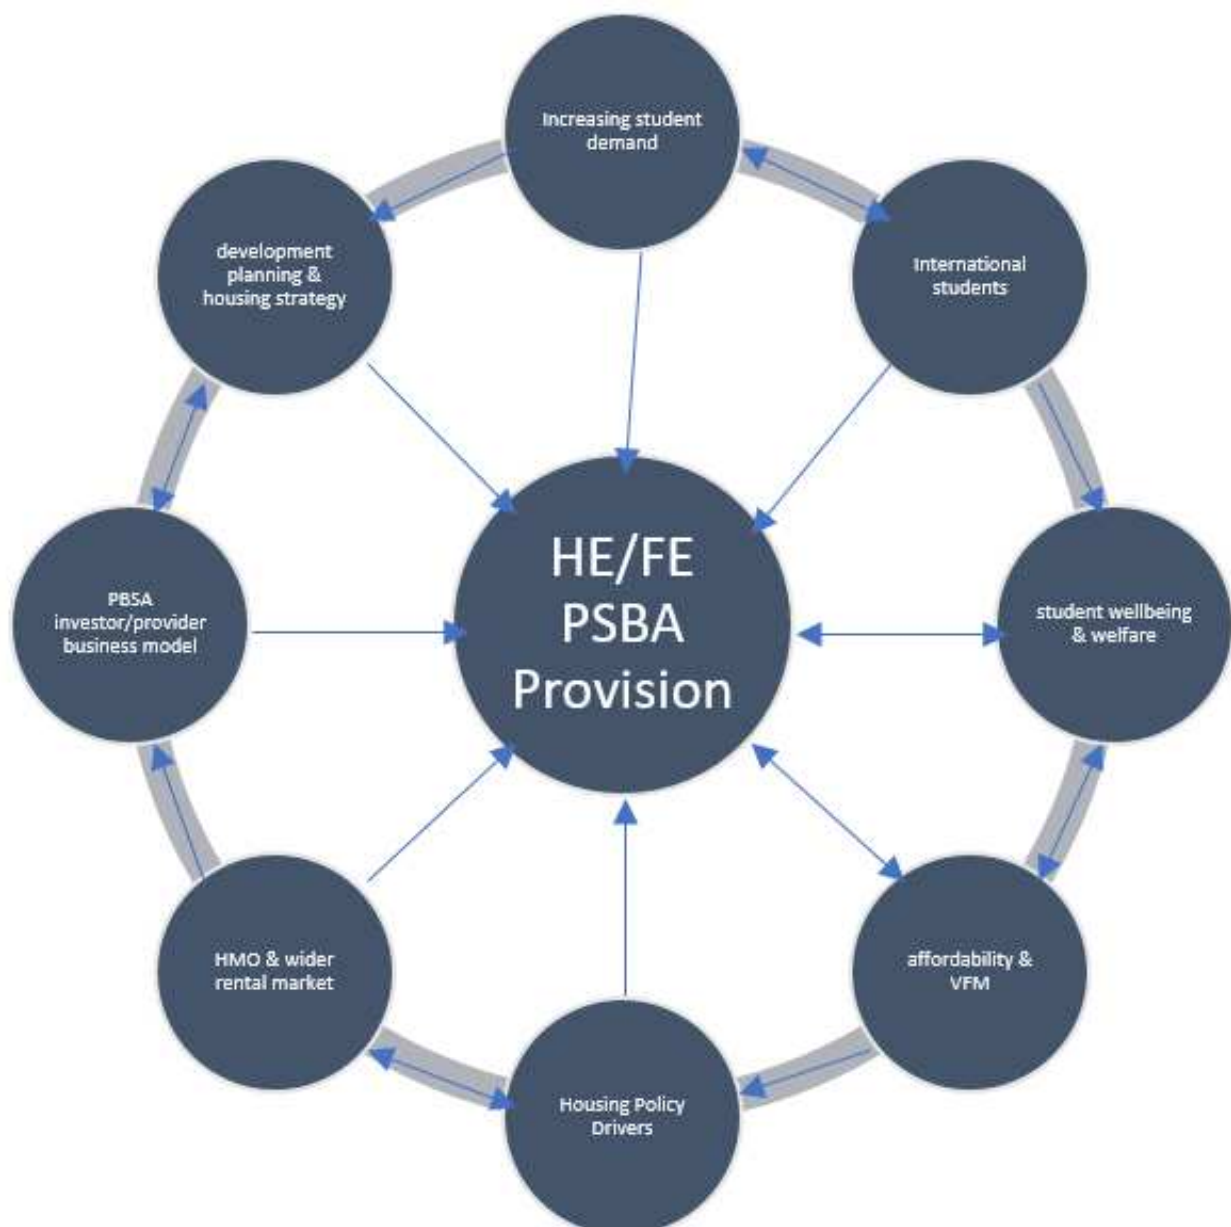 Increasing student
demand
International
students
student wellbeing
& welfare
affordability &
VFM
Housing Policy
Drivers
HMO & wider
rental market
PBSA
investor/provider
business model
development
planning &
housing strategy
HE/FE
PSBA
Provision